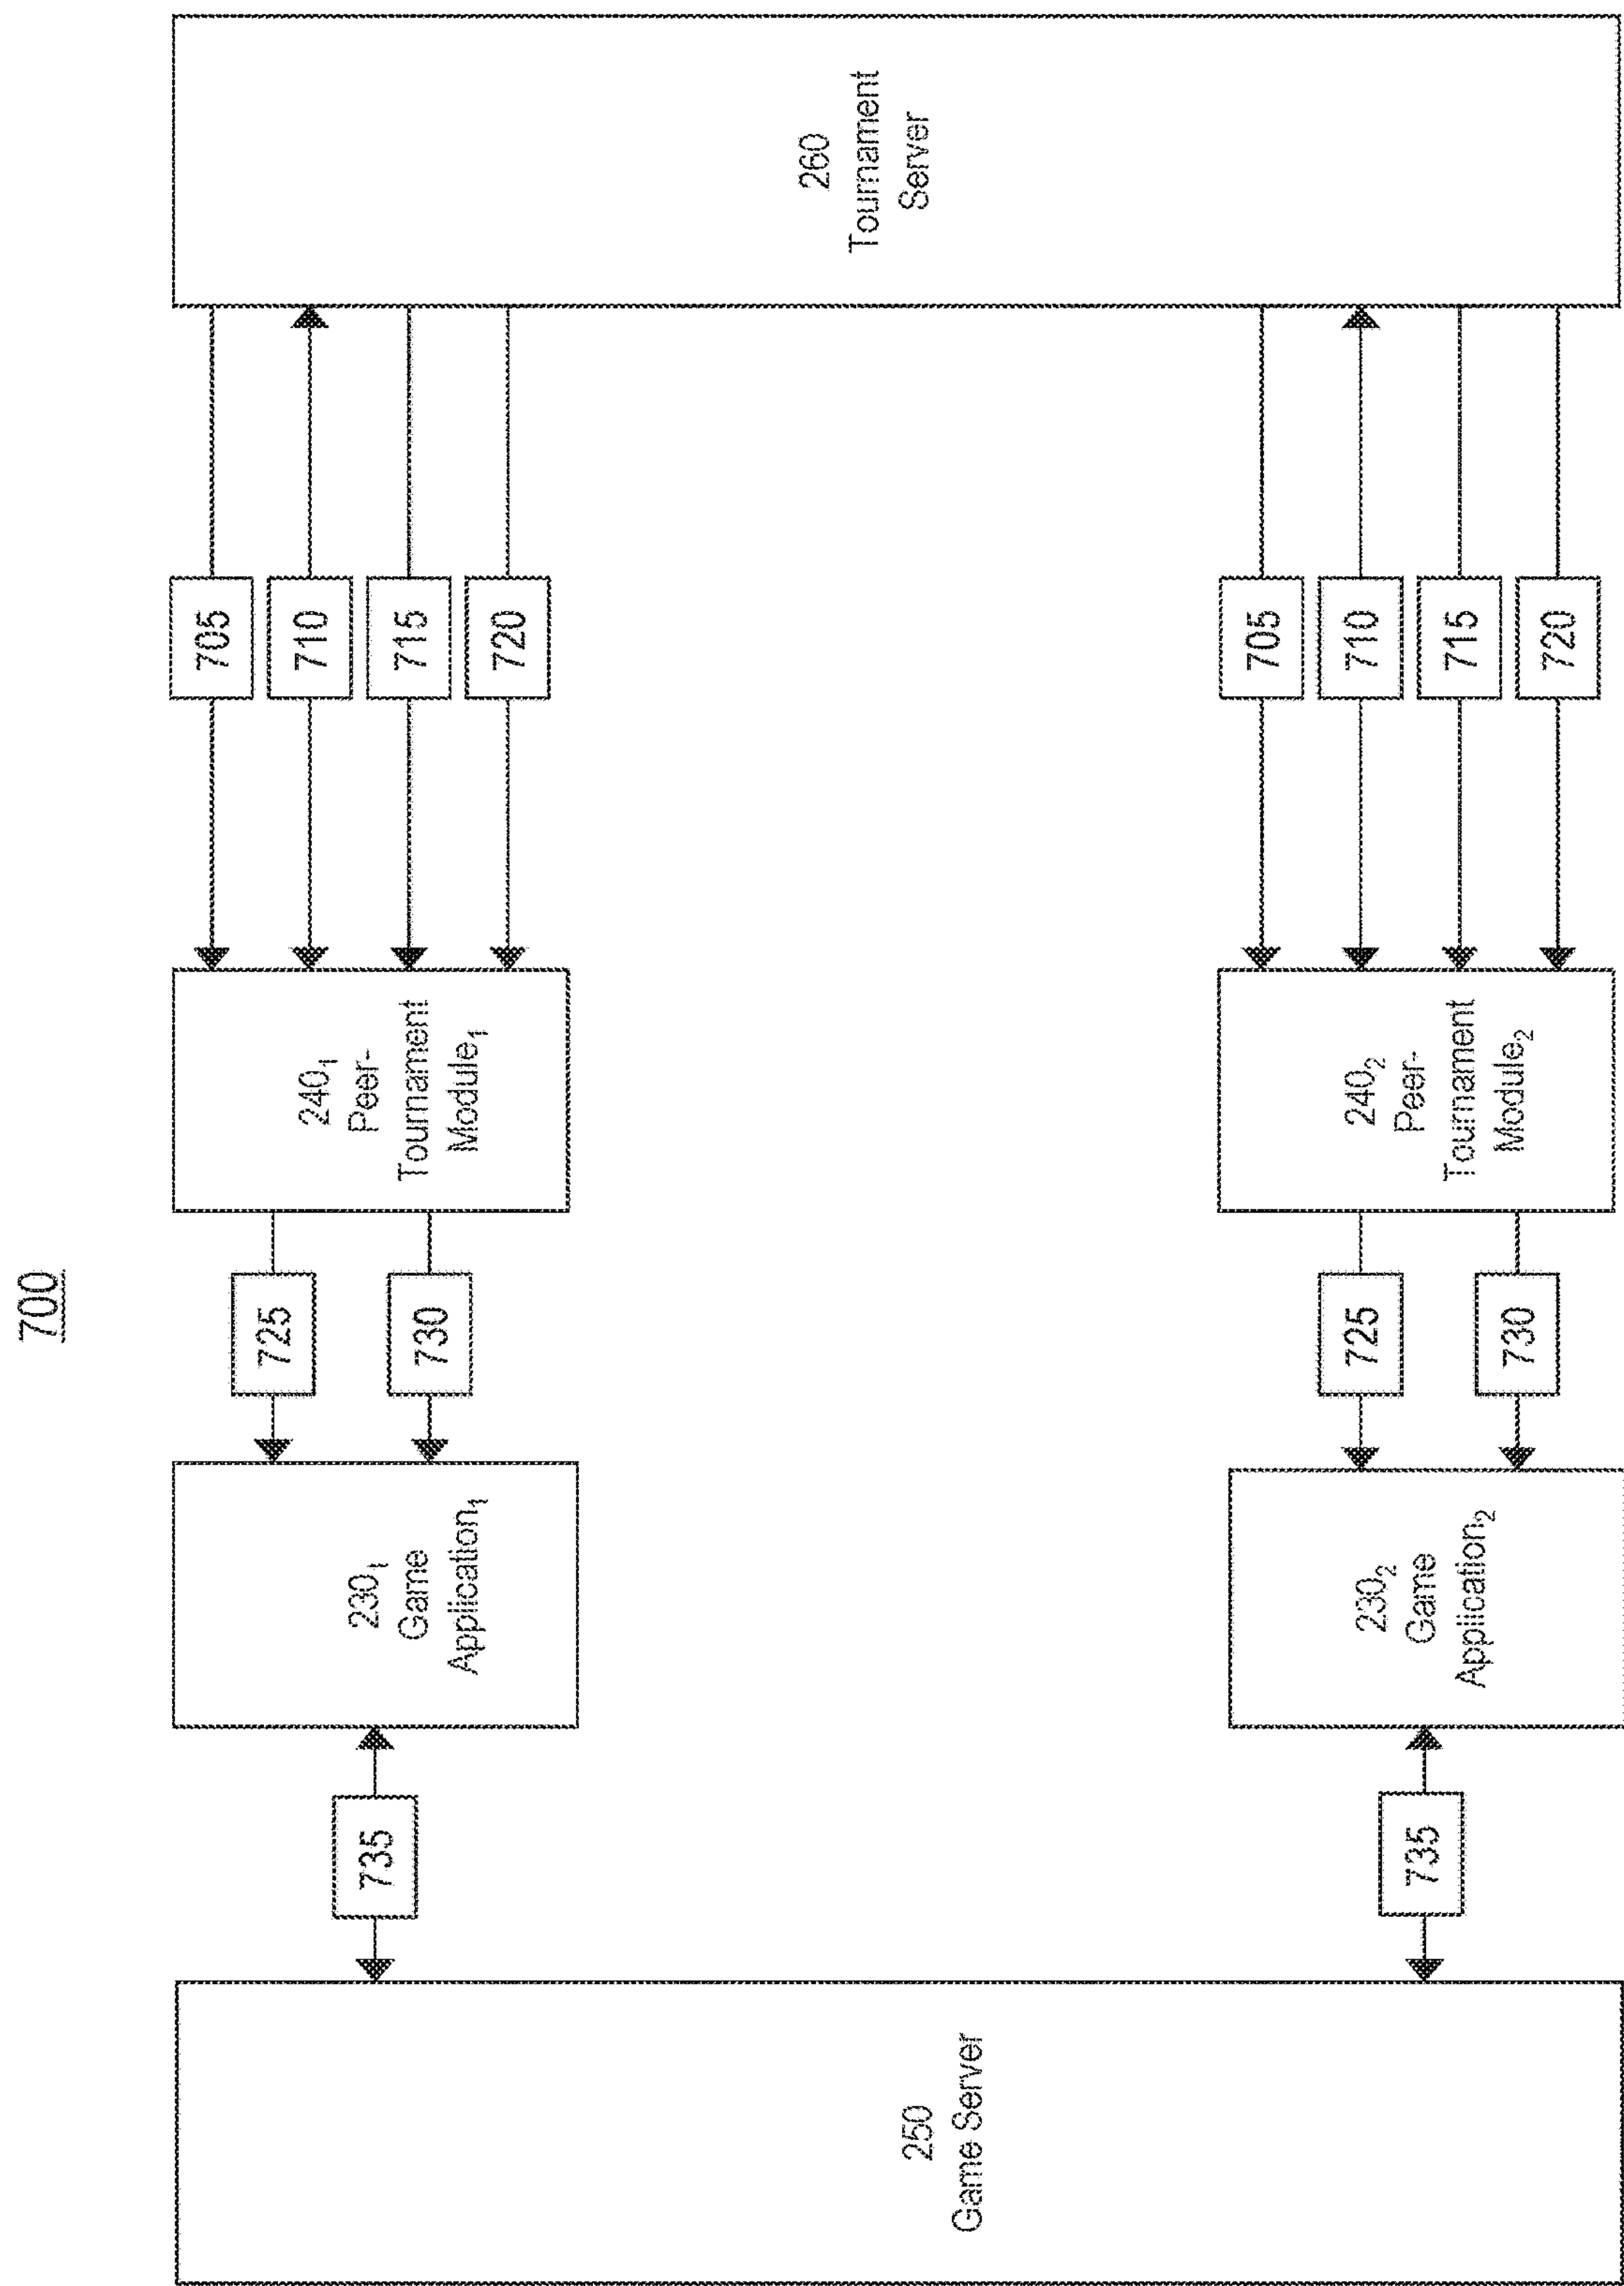 700
250
Game Server
735
230₁
Game
Application₁
725
730
240₁
Peer-
Tournament
Module₁
705
710
715
720
260
Tournament
Server
735
230₂
Game
Application₂
725
730
240₂
Peer-
Tournament
Module₂
705
710
715
720